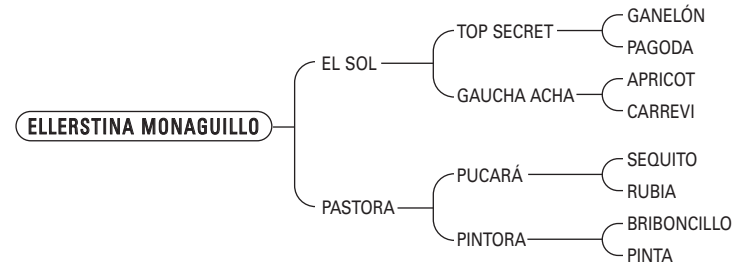 ELLERSTINA MONAGUILLO
EL SOL
TOP SECRET
GANELÓN
PAGODA
GAUCHA ACHA
APRICOT
CARREVI
PASTORA
PUCARÁ
SEQUITO
RUBIA
PINTORA
BRIBONCILLO
PINTA